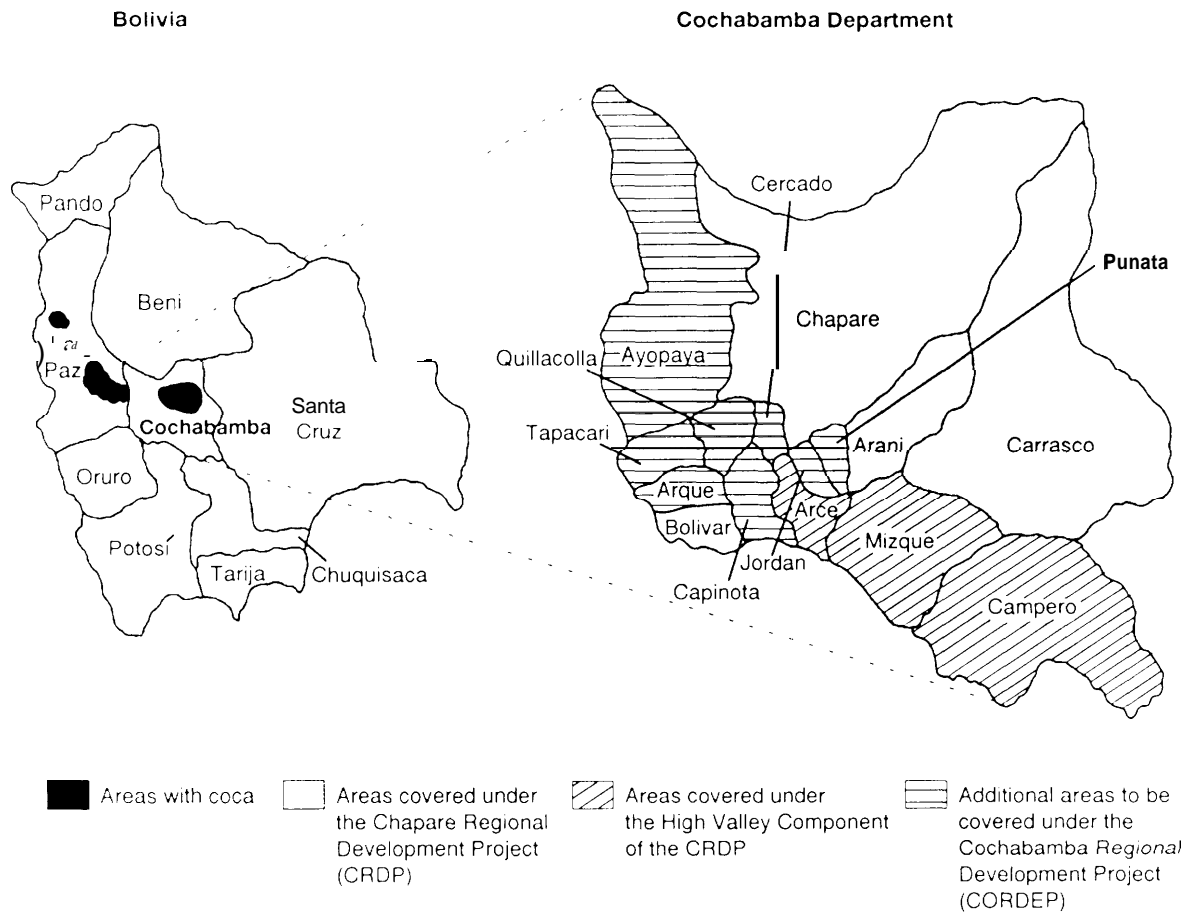 Bolivia
Cochabamba Department
Pando
Beni
Paz
Cochabamba
Santa
Cruz
Oruro
Potosí
Tarija
Chuquisaca
Cercado
Punata
Chapare
Quillacolla
Ayopaya
Tapacari
Arani
Carrasco
Arque
Arce
Bolivar
Mizque
Jordan
Capinota
Campero
Areas with coca
Areas covered under
the Chapare Regional
Development Project
(CRDP)
Areas covered under
the High Valley Component
of the CRDP
Additional areas to be
covered under the
Cochabamba Regional
Development Project
(CORDEP)